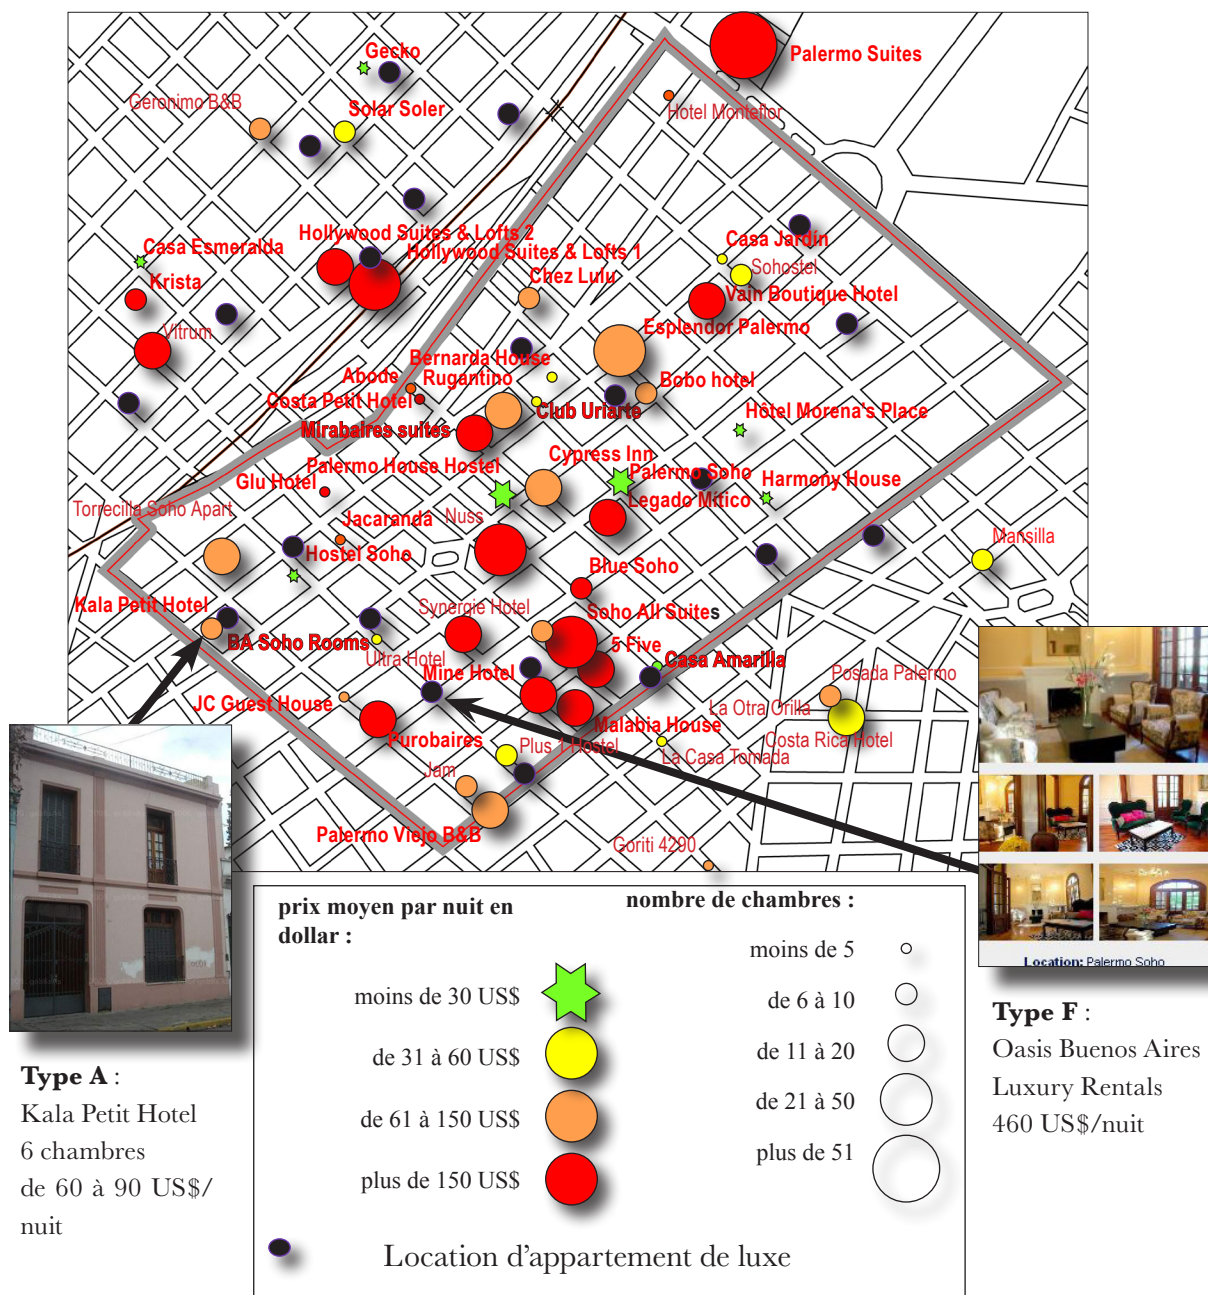 Palermo Suites
Gecko
Geronimo B&B
Solar Soler
Hotel Monteflor
Hollywood Suites & Lofts 2
Casa Esmeralda
Hollywood Suites & Lofts 1
Casa Jardín
Sohostel
Krista
Chez Lulu
Vain Boutique Hotel
Vitrum
Esplendor Palermo
Bernarda House
Abode
Rugantino
Bobo hotel
Costa Petit Hotel
Club Uriarte
Hôtel Morena's Place
Mirabaires suites
Cypress Inn
Palermo House Hostel
Palermo Soho
Glu Hotel
Harmony House
Legado Mitico
Torrecilla Soho Apart
Jacaranda
Nuss
Mansilla
Hostel Soho
Blue Soho
Kala Petit Hotel
Synergie Hotel
Soho All Suites
BA Soho Rooms
5 Five
Ultra Hotel
Casa Amarilla
Mine Hotel
Posada Palermo
JC Guest House
La Otra Orilla
Malabia House
Purobaires
Costa Rica Hotel
Plus 1 Hostel
La Casa Tomada
Jam
Palermo Viejo B&B
Goriti 4290
prix moyen par nuit en
dollar :
moins de 30 US$
de 31 à 60 US$
de 61 à 150 US$
plus de 150 US$
nombre de chambres :
moins de 5
de 6 à 10
de 11 à 20
de 21 à 50
plus de 51
Location d'appartement de luxe
Type A :
Kala Petit Hotel
6 chambres
de 60 à 90 US$/
nuit
Location: Palermo Soho
Type F :
Oasis Buenos Aires
Luxury Rentals
460 US$/nuit